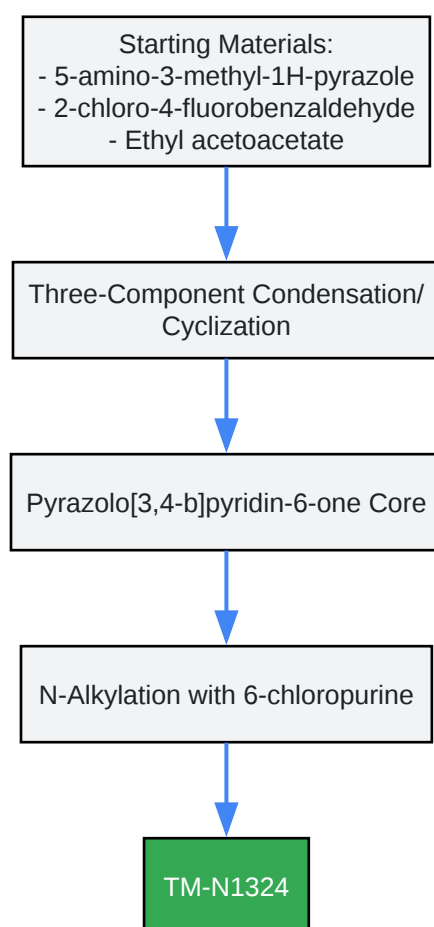 Starting Materials:
- 5-amino-3-methyl-1H-pyrazole
- 2-chloro-4-fluorobenzaldehyde
- Ethyl acetoacetate
Three-Component Condensation/
Cyclization
Pyrazolo[3,4-b]pyridin-6-one Core
N-Alkylation with 6-chloropurine
TM-N1324